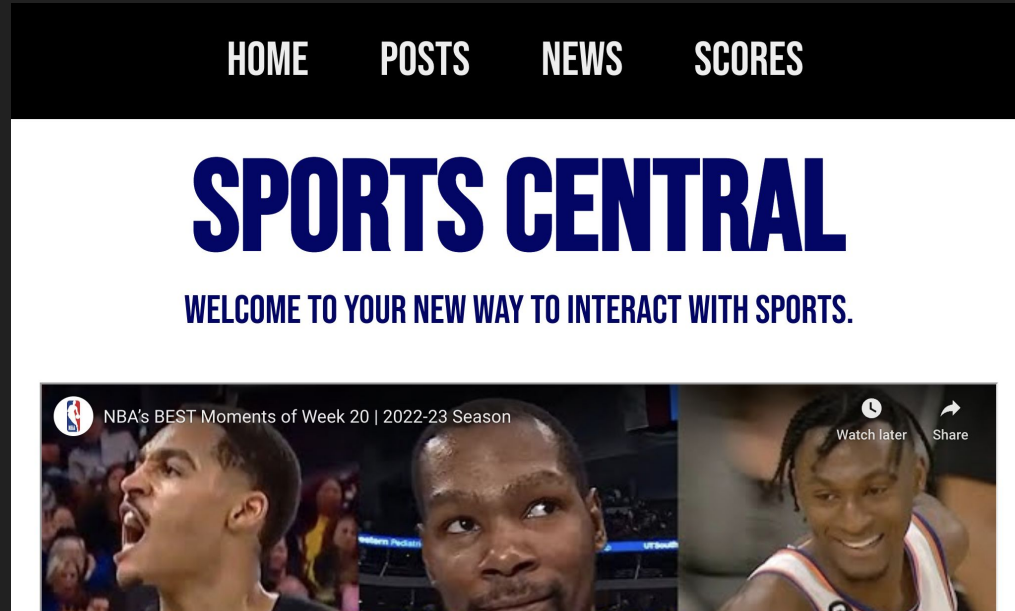 HOME POSTS NEWS SCORES
SPORTS CENTRAL
WELCOME TO YOUR NEW WAY TO INTERACT WITH SPORTS.
NBA's BEST Moments of Week 20 | 2022-23 Season
Watch later Share